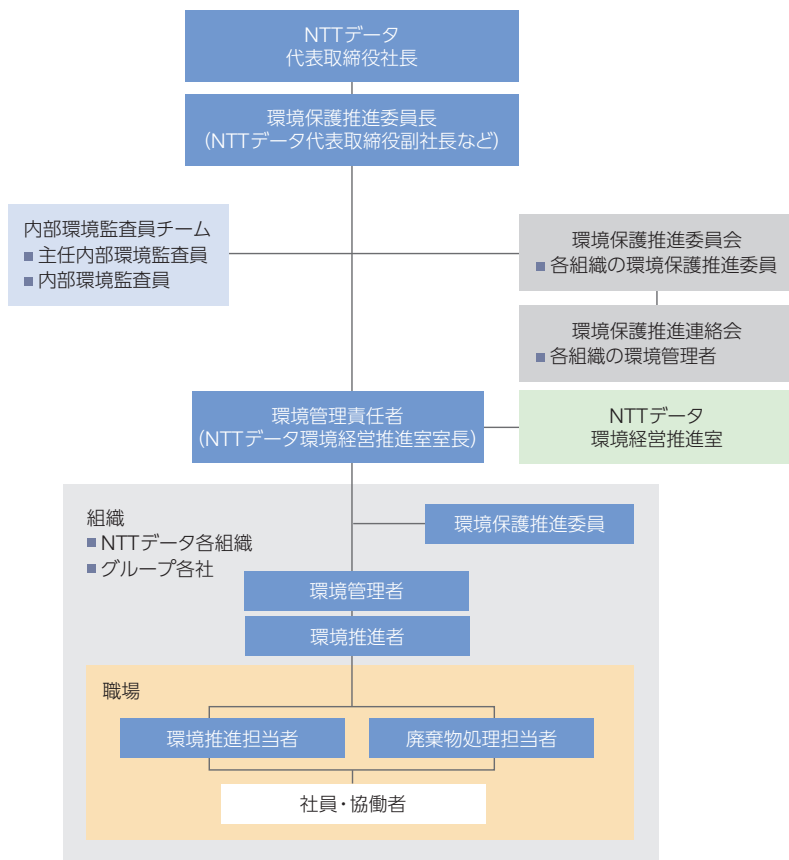 NTTデータ
代表取締役社長
環境保護推進委員長
(NTTデータ代表取締役副社長など)
内部環境監査員チーム
■ 主任内部環境監査員
■ 内部環境監査員
環境保護推進委員会
■ 各組織の環境保護推進委員
環境保護推進連絡会
■ 各組織の環境管理者
環境管理責任者
(NTTデータ環境経営推進室室長)
NTTデータ
環境経営推進室
組織
■ NTTデータ各組織
■ グループ各社
環境保護推進委員
環境管理者
環境推進者
職場
環境推進担当者
廃棄物処理担当者
社員・協働者